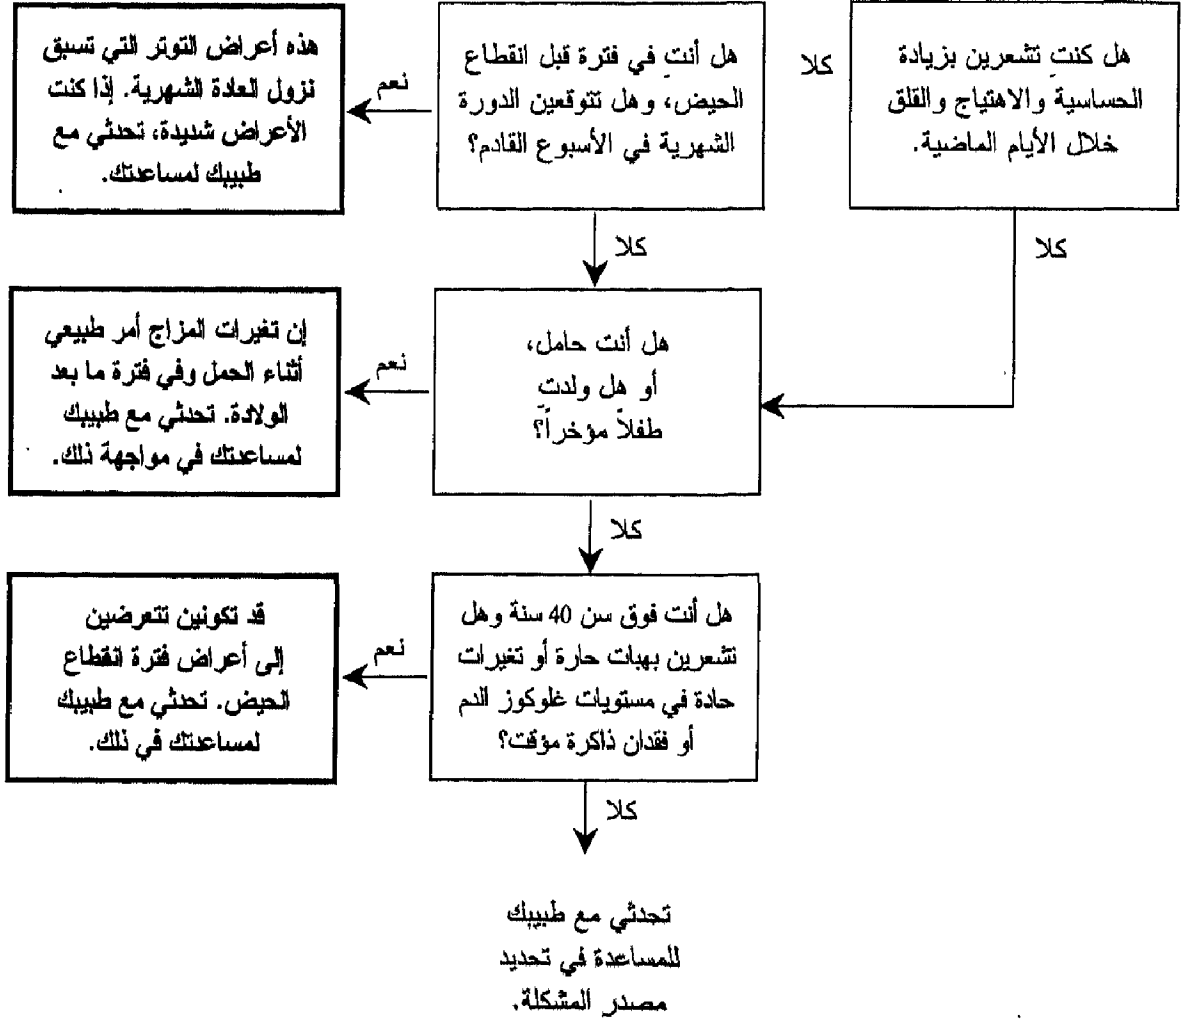 هل كنتِ تشعرين بزيادة
الحساسية والاهتياج والقلق
خلال الأيام الماضية.
كلا
هل أنتِ في فترة قبل انقطاع
الحيض، وهل تتوقعين الدورة
الشهرية في الأسبوع القادم؟
نعم
هذه أعراض التوتر التي تسبق
نزول العادة الشهرية. إذا كنت
الأعراض شديدة، تحدثي مع
طبيبك لمساعدتك.
كلا
كلا
هل أنت حامل،
أو هل ولدتِ
طفلاً مؤخراً؟
نعم
إن تغيرات المزاج أمر طبيعي
أثناء الحمل وفي فترة ما بعد
الولادة. تحدثي مع طبيبك
لمساعدتك في مواجهة ذلك.
كلا
هل أنت فوق سن 40 سنة وهل
تشعرين بهبات حارة أو تغيرات
حادة في مستويات غلوكوز الدم
أو فقدان ذاكرة مؤقت؟
نعم
قد تكونين تتعرضين
إلى أعراض فترة انقطاع
الحيض. تحدثي مع طبيبك
لمساعدتك في ذلك.
كلا
تحدثي مع طبيبك
للمساعدة في تحديد
مصدر المشكلة.